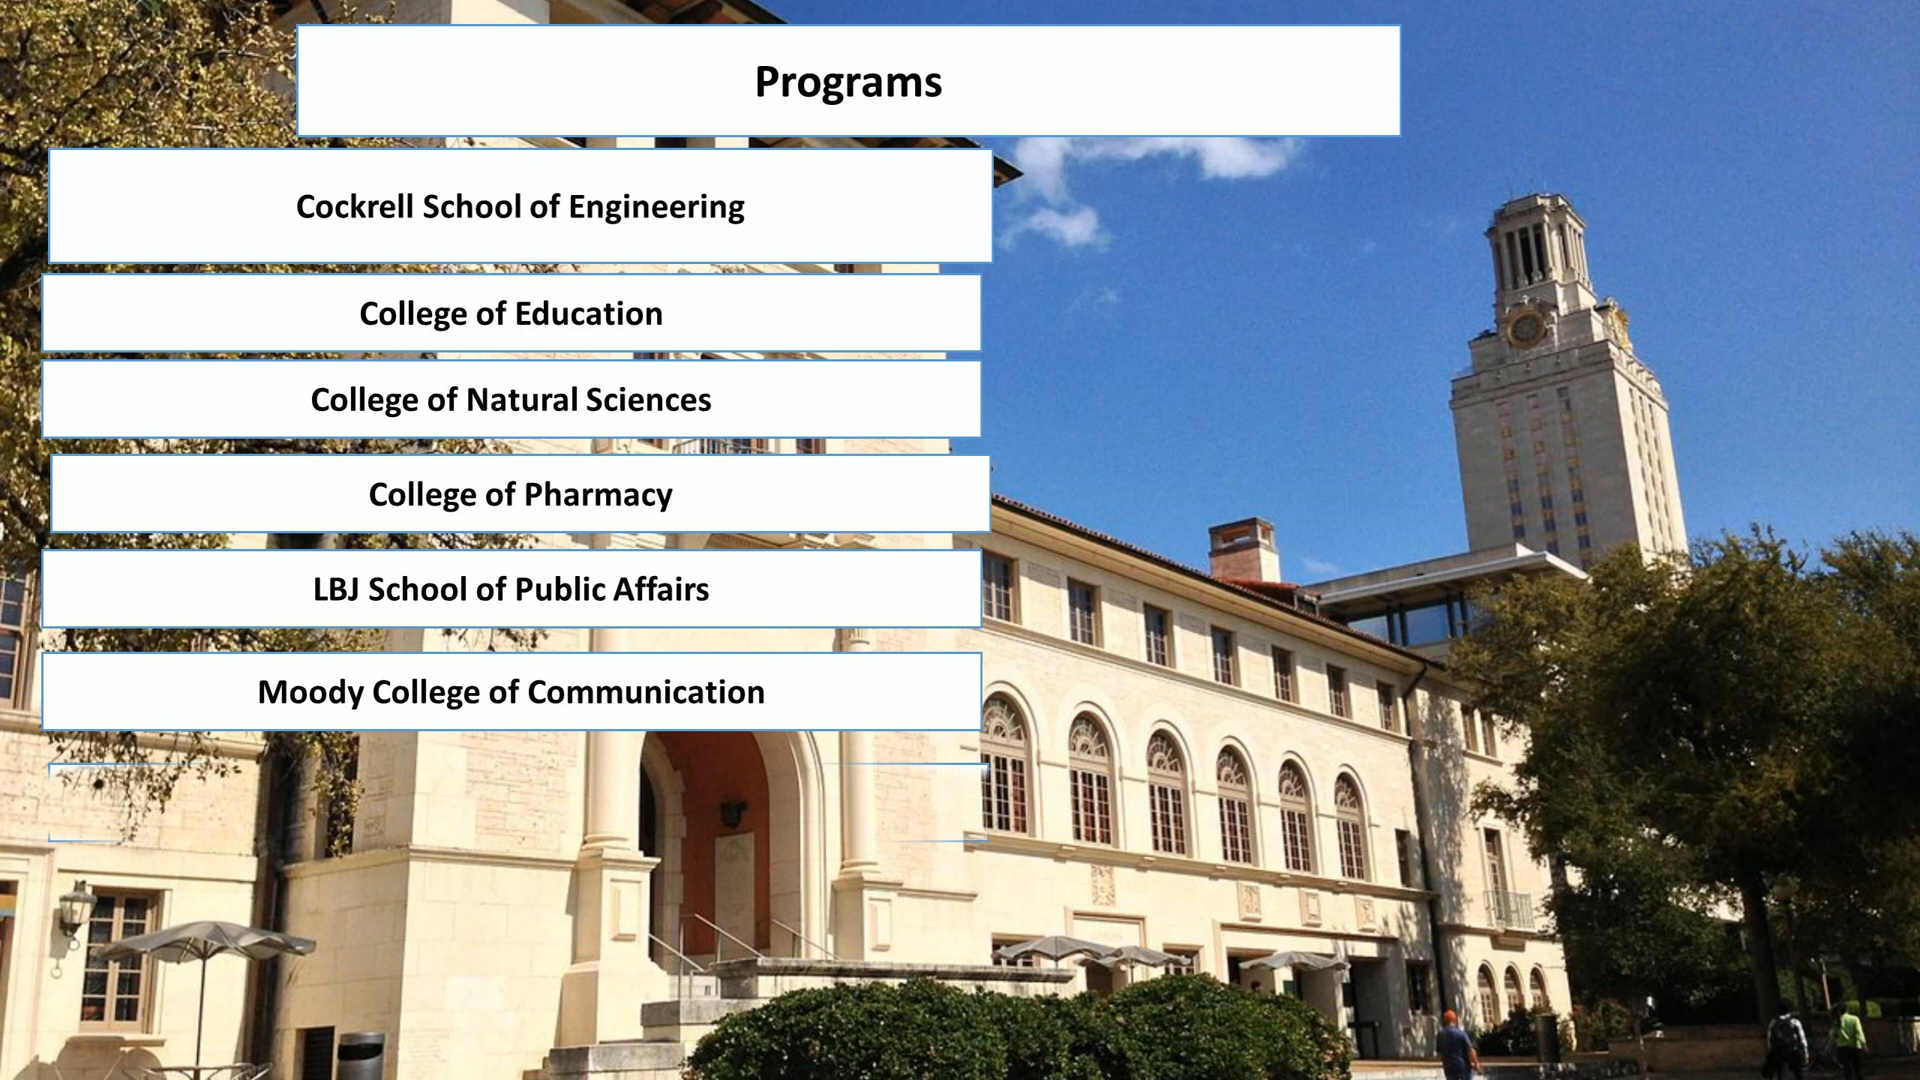 Programs
Cockrell School of Engineering
College of Education
College of Natural Sciences
College of Pharmacy
LBJ School of Public Affairs
Moody College of Communication